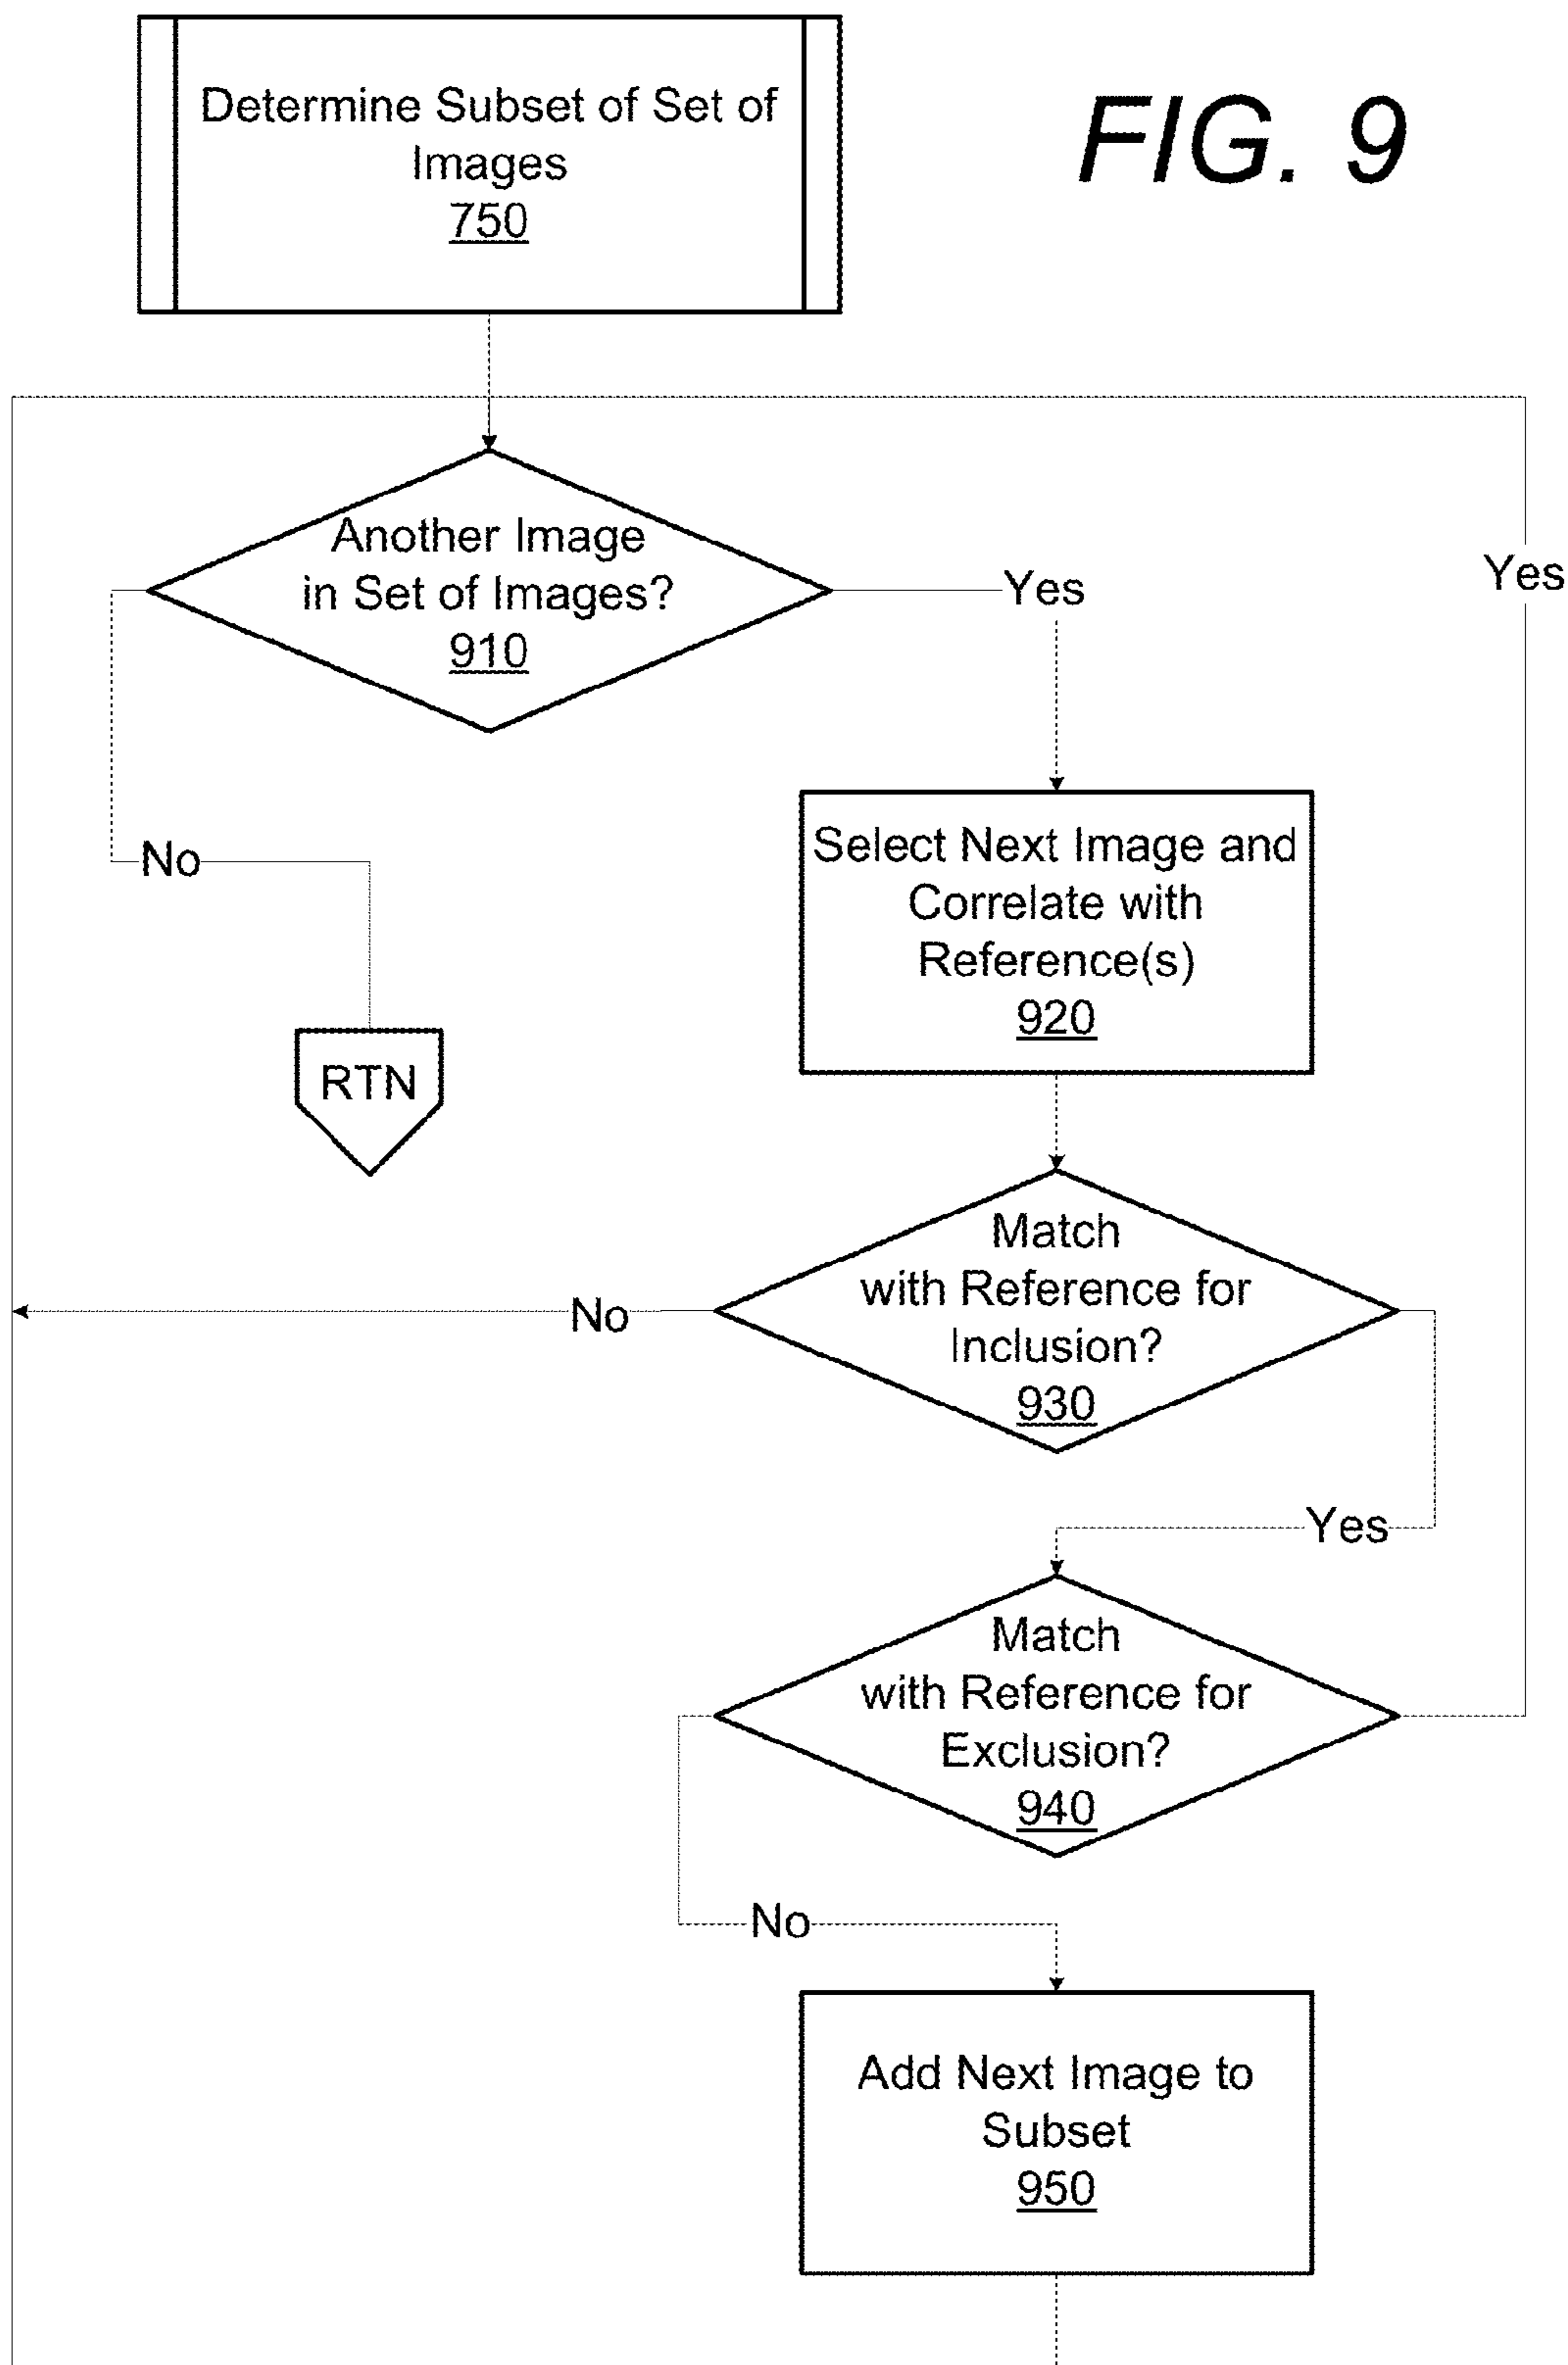 FIG. 9
Determine Subset of Set of
Images
750
Another Image
in Set of Images?
910
Yes
Yes
No
RTN
Select Next Image and
Correlate with
Reference(s)
920
Match
with Reference for
Inclusion?
930
No
Yes
Match
with Reference for
Exclusion?
940
No
Add Next Image to
Subset
950